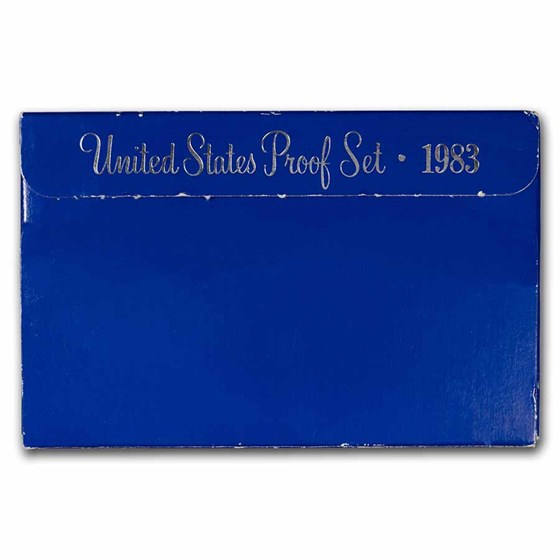 United States Proof Set • 1983